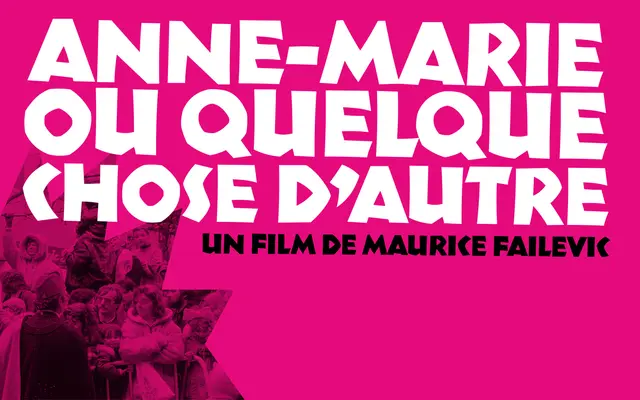 ANNE-MARIE
OU QUELQUE
CHOSE D'AUTRE
UN FILM DE MAURICE FAILEVIC